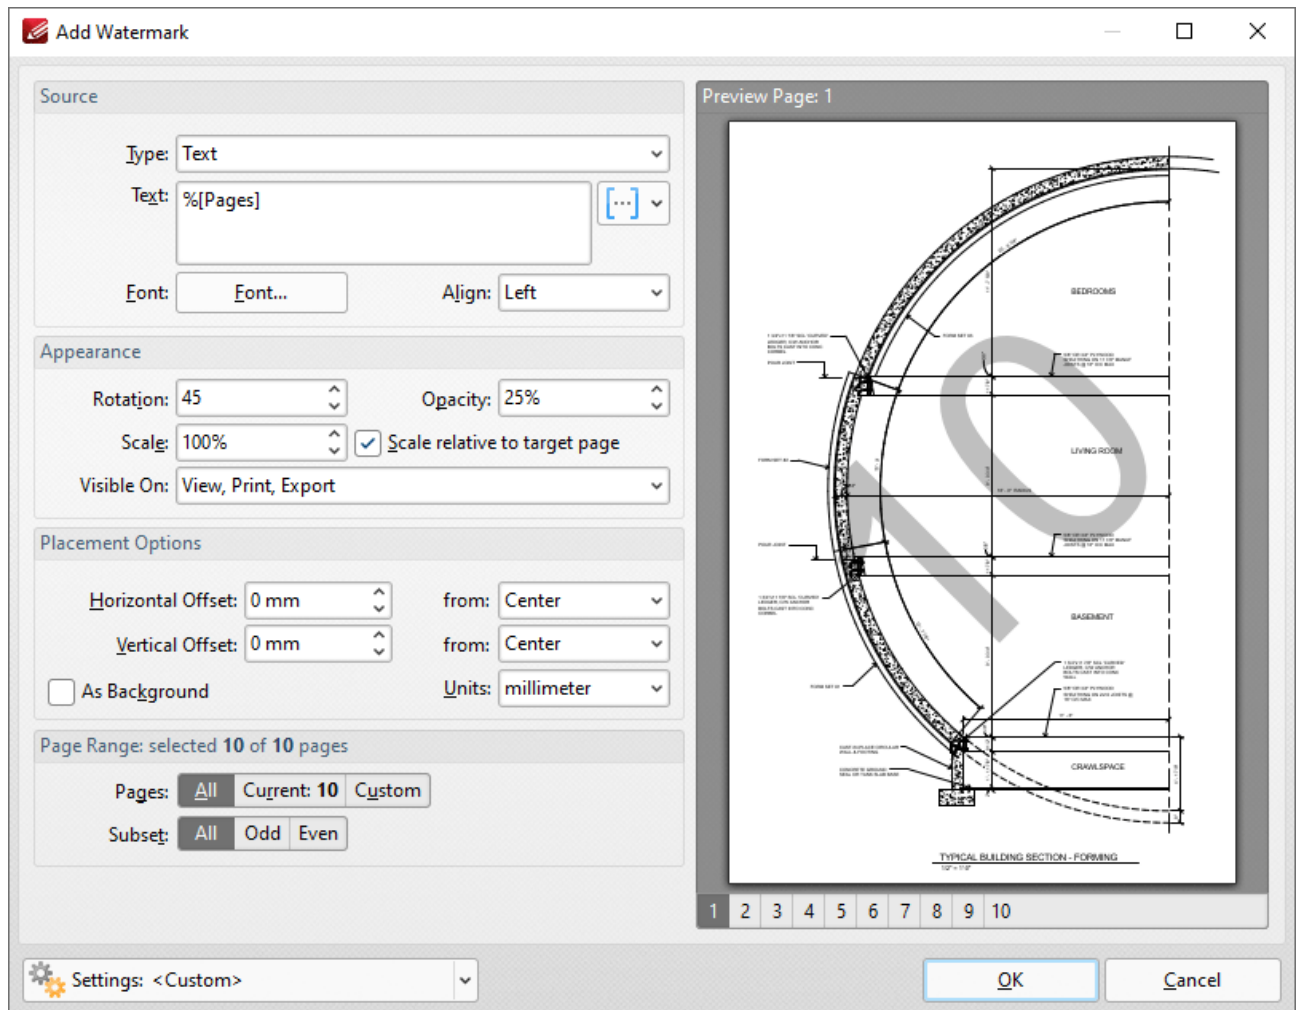 Add Watermark
Source
Type: Text
Text: %[Pages]
Font: Font... Align: Left
Appearance
Rotation: 45 Opacity: 25%
Scale: 100% Scale relative to target page
Visible On: View, Print, Export
Placement Options
Horizontal Offset: 0 mm from: Center
Vertical Offset: 0 mm from: Center
As Background Units: millimeter
Page Range: selected 10 of 10 pages
Pages: All Current: 10 Custom
Subset: All Odd Even
Preview Page: 1
BEDROOMS
LIVING ROOM
10
BASEMENT
CRAWLSPACE
TYPICAL BUILDING SECTION - FORMING
1 2 3 4 5 6 7 8 9 10
Settings: <Custom>
OK Cancel